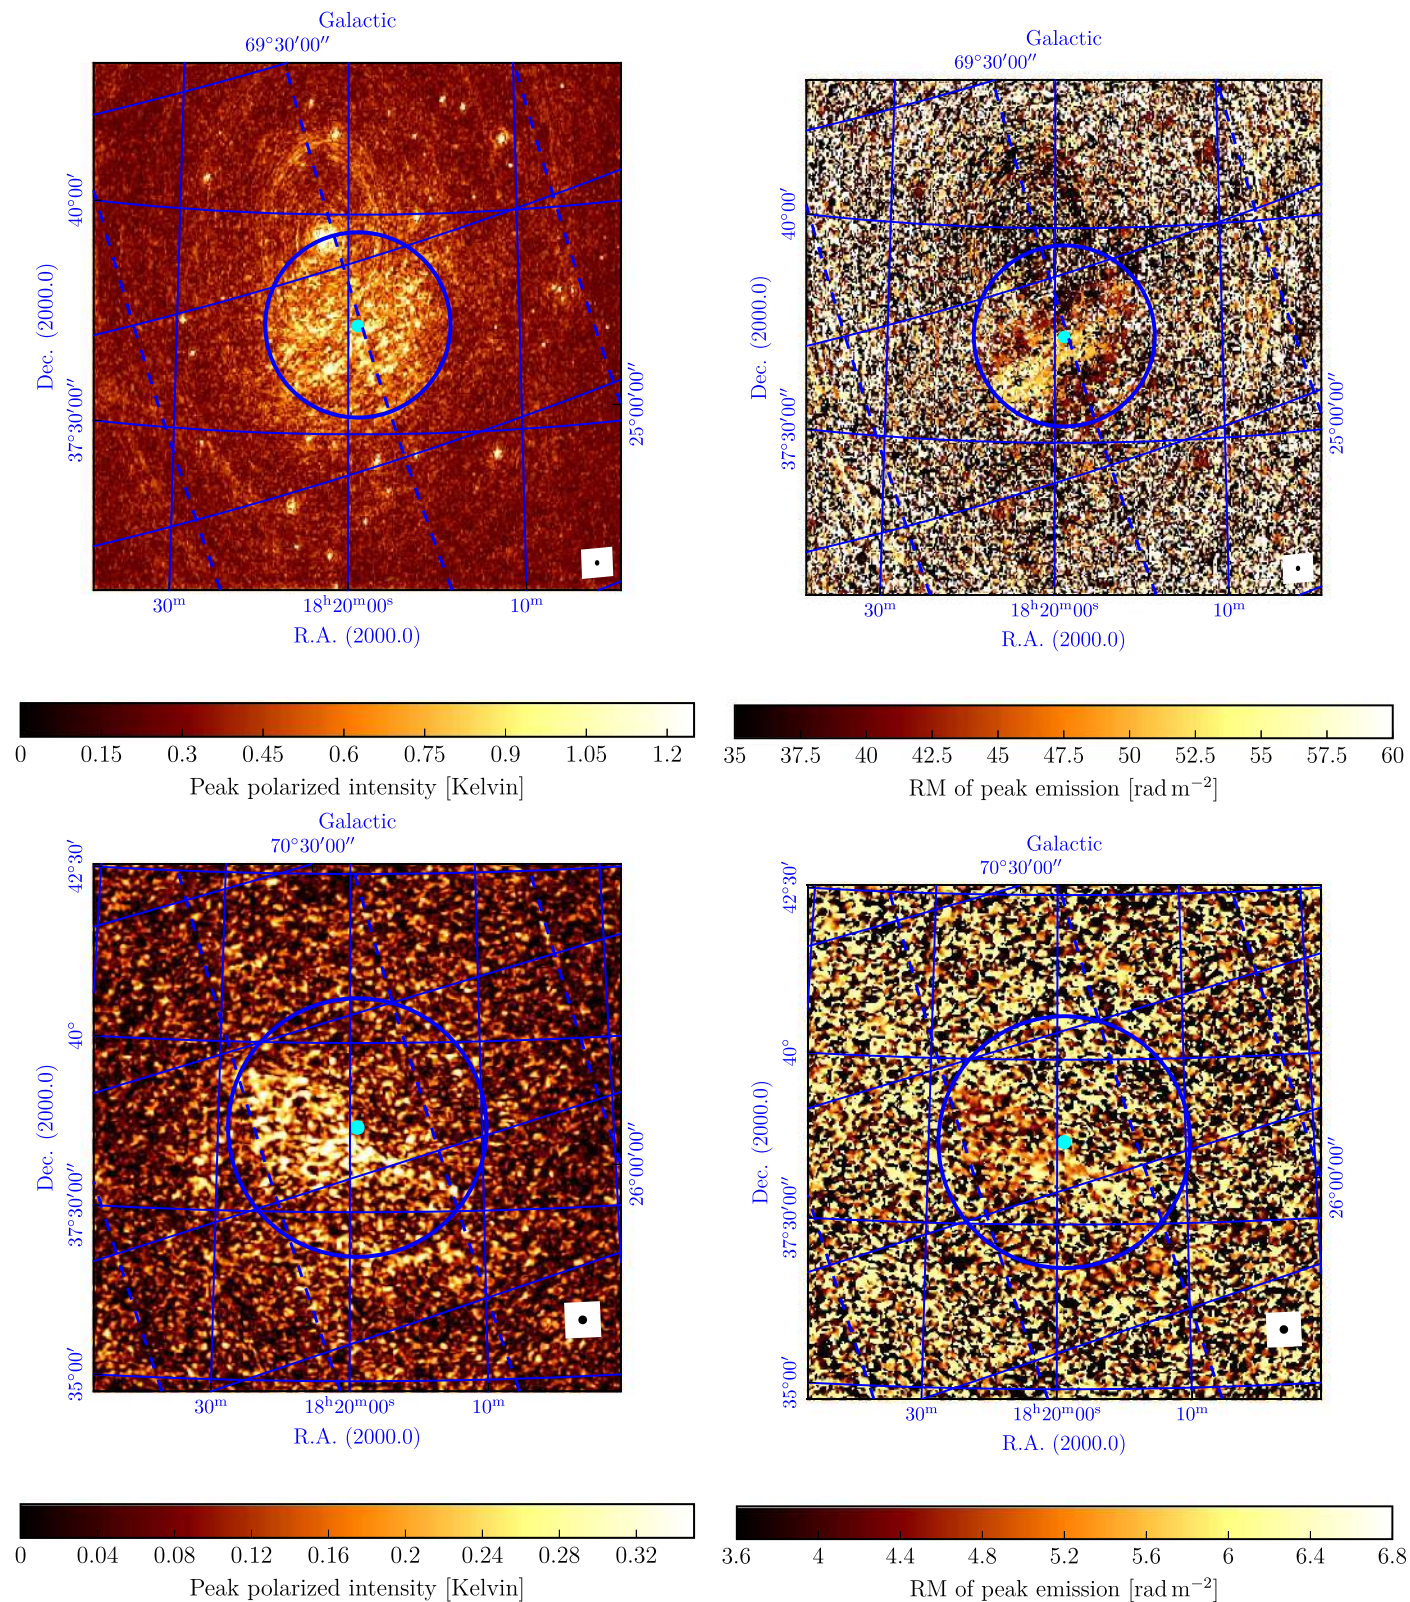 Galactic
69°30′00″
Dec. (2000.0)
40°00′
37°30′00″
25°00′00″
30ᵐ
18ʰ20ᵐ00ˢ
10ᵐ
R.A. (2000.0)
0 0.15 0.3 0.45 0.6 0.75 0.9 1.05 1.2
Peak polarized intensity [Kelvin]
Galactic
69°30′00″
Dec. (2000.0)
40°00′
37°30′00″
25°00′00″
30ᵐ
18ʰ20ᵐ00ˢ
10ᵐ
R.A. (2000.0)
35 37.5 40 42.5 45 47.5 50 52.5 55 57.5 60
RM of peak emission [rad m⁻²]
Galactic
70°30′00″
Dec. (2000.0)
42°30′
40°
37°30′00″
35°00′
26°00′00″
30ᵐ
18ʰ20ᵐ00ˢ
10ᵐ
R.A. (2000.0)
0 0.04 0.08 0.12 0.16 0.2 0.24 0.28 0.32
Peak polarized intensity [Kelvin]
Galactic
70°30′00″
Dec. (2000.0)
42°30′
40°
37°30′00″
35°00′
26°00′00″
30ᵐ
18ʰ20ᵐ00ˢ
10ᵐ
R.A. (2000.0)
3.6 4 4.4 4.8 5.2 5.6 6 6.4 6.8
RM of peak emission [rad m⁻²]